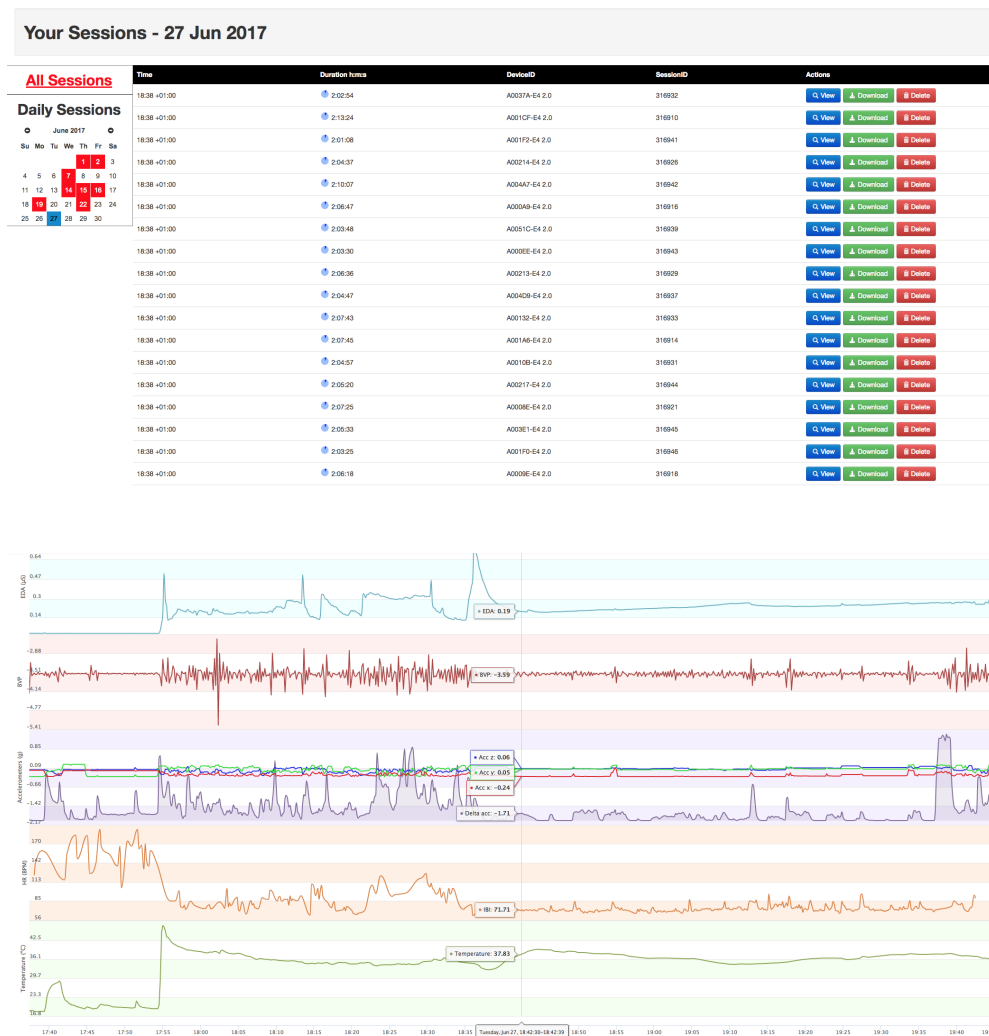 Your Sessions - 27 Jun 2017
All Sessions
Daily Sessions
June 2017
Su Mo Tu We Th Fr Sa
1 2 3
4 5 6 7 8 9 10
11 12 13 14 15 16 17
18 19 20 21 22 23 24
25 26 27 28 29 30
Time Duration h:m:s DeviceID SessionID Actions
18:38 +01:00 2:02:54 A0037A-E4 2.0 316932 View Download Delete
18:38 +01:00 2:13:24 A001CF-E4 2.0 316910 View Download Delete
18:38 +01:00 2:01:08 A001F2-E4 2.0 316941 View Download Delete
18:38 +01:00 2:04:37 A00214-E4 2.0 316926 View Download Delete
18:38 +01:00 2:10:07 A004A7-E4 2.0 316942 View Download Delete
18:38 +01:00 2:06:47 A000A9-E4 2.0 316916 View Download Delete
18:38 +01:00 2:03:48 A0051C-E4 2.0 316939 View Download Delete
18:38 +01:00 2:03:30 A000EE-E4 2.0 316943 View Download Delete
18:38 +01:00 2:06:36 A00213-E4 2.0 316929 View Download Delete
18:38 +01:00 2:04:47 A004D9-E4 2.0 316937 View Download Delete
18:38 +01:00 2:07:43 A00132-E4 2.0 316933 View Download Delete
18:38 +01:00 2:07:45 A001A6-E4 2.0 316914 View Download Delete
18:38 +01:00 2:04:57 A0010B-E4 2.0 316931 View Download Delete
18:38 +01:00 2:05:20 A00217-E4 2.0 316944 View Download Delete
18:38 +01:00 2:07:25 A0008E-E4 2.0 316921 View Download Delete
18:38 +01:00 2:05:33 A003E1-E4 2.0 316945 View Download Delete
18:38 +01:00 2:03:25 A001F0-E4 2.0 316946 View Download Delete
18:38 +01:00 2:06:18 A0009E-E4 2.0 316918 View Download Delete
EDA (µS)
0.64
0.47
0.3
0.14
EDA: 0.19
BVP
-2.88
-3.51
-4.14
-4.77
-5.41
BVP: -3.59
Accelerometers (g)
0.85
0.09
-0.66
-1.42
-2.17
Acc z: 0.06
Acc y: 0.05
Acc x: -0.24
Delta acc: -1.71
HR (BPM)
170
142
113
85
56
IBI: 71.71
Temperature (°C)
42.5
36.1
29.7
23.3
16.8
Temperature: 37.83
17:40 17:45 17:50 17:55 18:00 18:05 18:10 18:15 18:20 18:25 18:30 18:35 Tuesday, Jun 27, 18:42:30-18:42:39 18:50 18:55 19:00 19:05 19:10 19:15 19:20 19:25 19:30 19:35 19:40